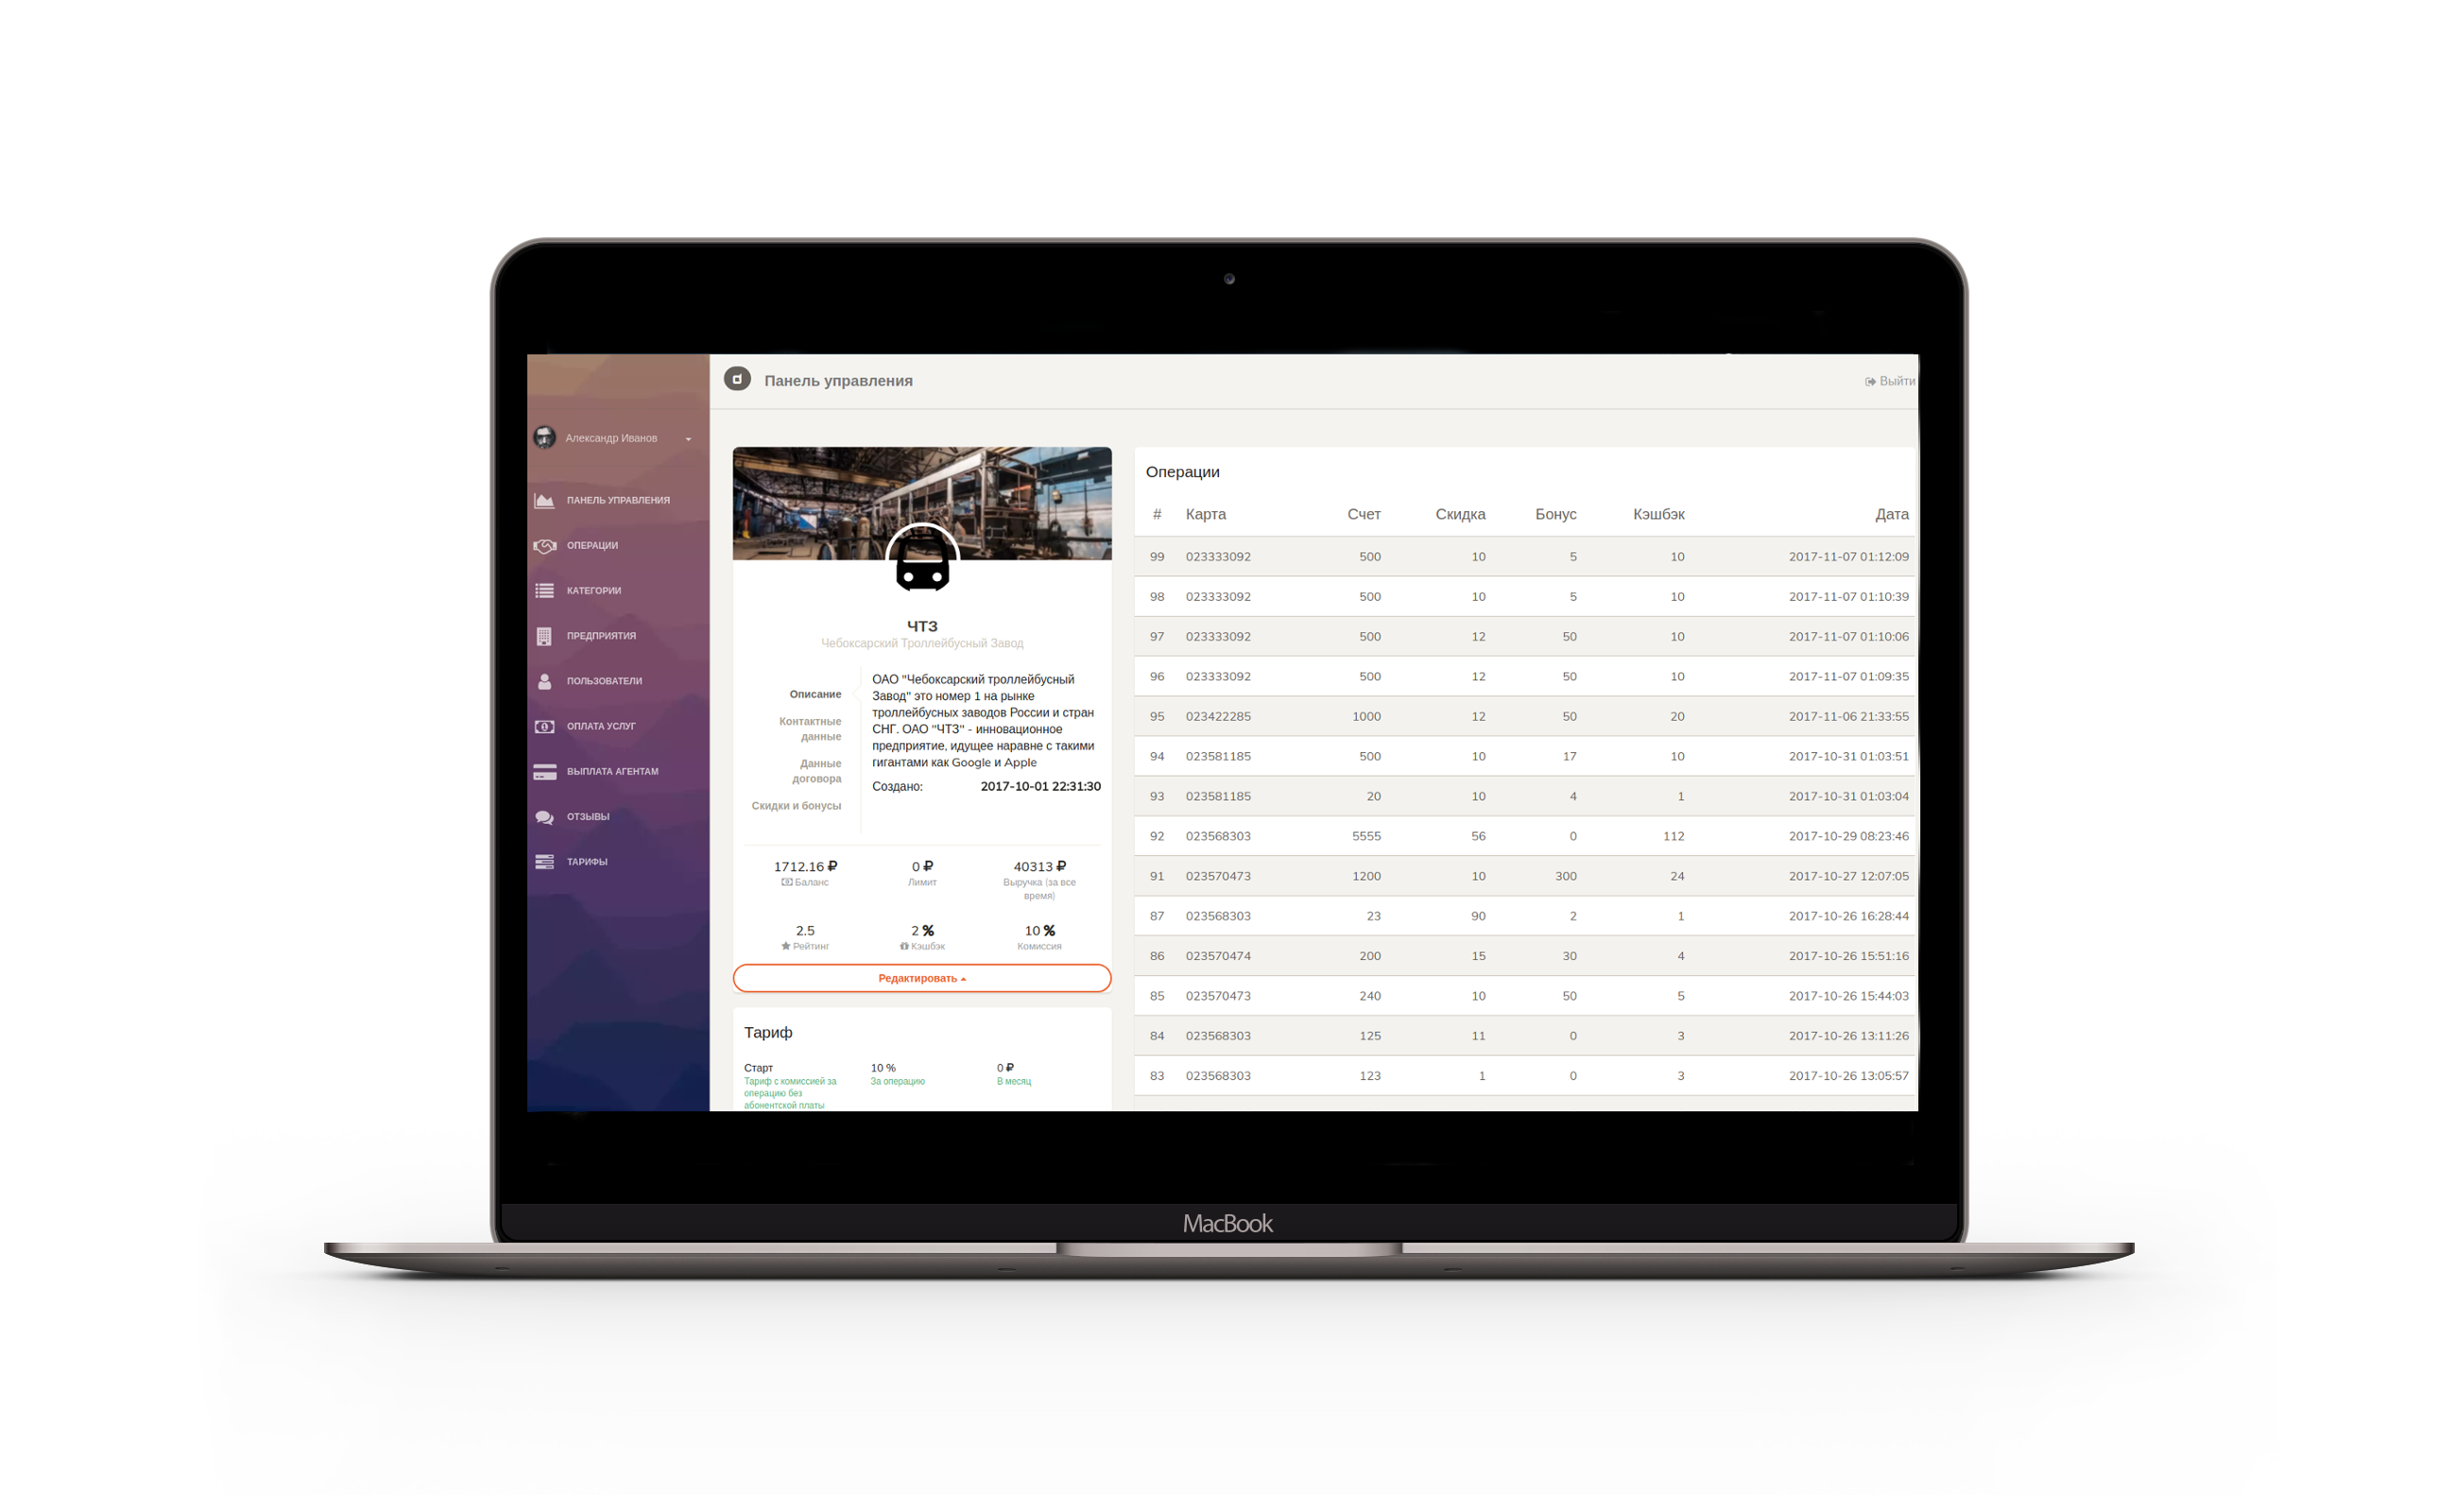 Панель управления
Выйти
Александр Иванов
ПАНЕЛЬ УПРАВЛЕНИЯ
ОПЕРАЦИИ
КАТЕГОРИИ
ПРЕДПРИЯТИЯ
ПОЛЬЗОВАТЕЛИ
ОПЛАТА УСЛУГ
ВЫПЛАТА АГЕНТАМ
ОТЗЫВЫ
ТАРИФЫ
ЧТЗ
Чебоксарский Троллейбусный Завод
Описание
Контактные
данные
Данные
договора
Скидки и бонусы
ОАО "Чебоксарский троллейбусный
Завод" это номер 1 на рынке
троллейбусных заводов России и стран
СНГ. ОАО "ЧТЗ" - инновационное
предприятие, идущее наравне с такими
гигантами как Google и Apple
Создано: 2017-10-01 22:31:30
1712.16 ₽ 0 ₽ 40313 ₽
Баланс Лимит Выручка (за все
время)
2.5 2 % 10 %
Рейтинг Кэшбэк Комиссия
Редактировать
Тариф
Старт 10 % 0 ₽
Тариф с комиссией за За операцию В месяц
операцию без
абонентской платы
Операции
# Карта Счет Скидка Бонус Кэшбэк Дата
99 023333092 500 10 5 10 2017-11-07 01:12:09
98 023333092 500 10 5 10 2017-11-07 01:10:39
97 023333092 500 12 50 10 2017-11-07 01:10:06
96 023333092 500 12 50 10 2017-11-07 01:09:35
95 023422285 1000 12 50 20 2017-11-06 21:33:55
94 023581185 500 10 17 10 2017-10-31 01:03:51
93 023581185 20 10 4 1 2017-10-31 01:03:04
92 023568303 5555 56 0 112 2017-10-29 08:23:46
91 023570473 1200 10 300 24 2017-10-27 12:07:05
87 023568303 23 90 2 1 2017-10-26 16:28:44
86 023570474 200 15 30 4 2017-10-26 15:51:16
85 023570473 240 10 50 5 2017-10-26 15:44:03
84 023568303 125 11 0 3 2017-10-26 13:11:26
83 023568303 123 1 0 3 2017-10-26 13:05:57
MacBook